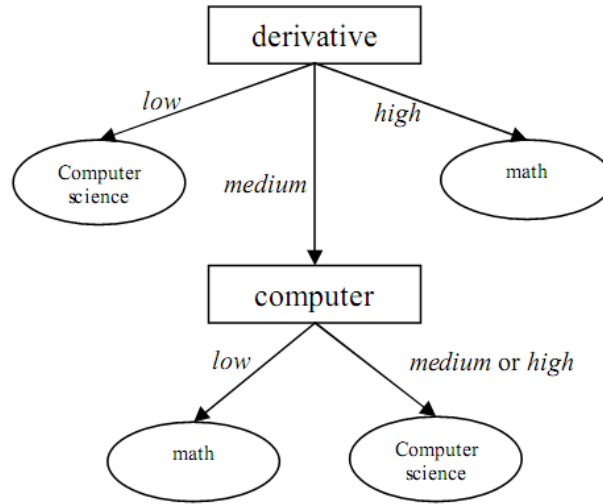 derivative
low
high
Computer
science
math
medium
computer
low
medium or high
math
Computer
science